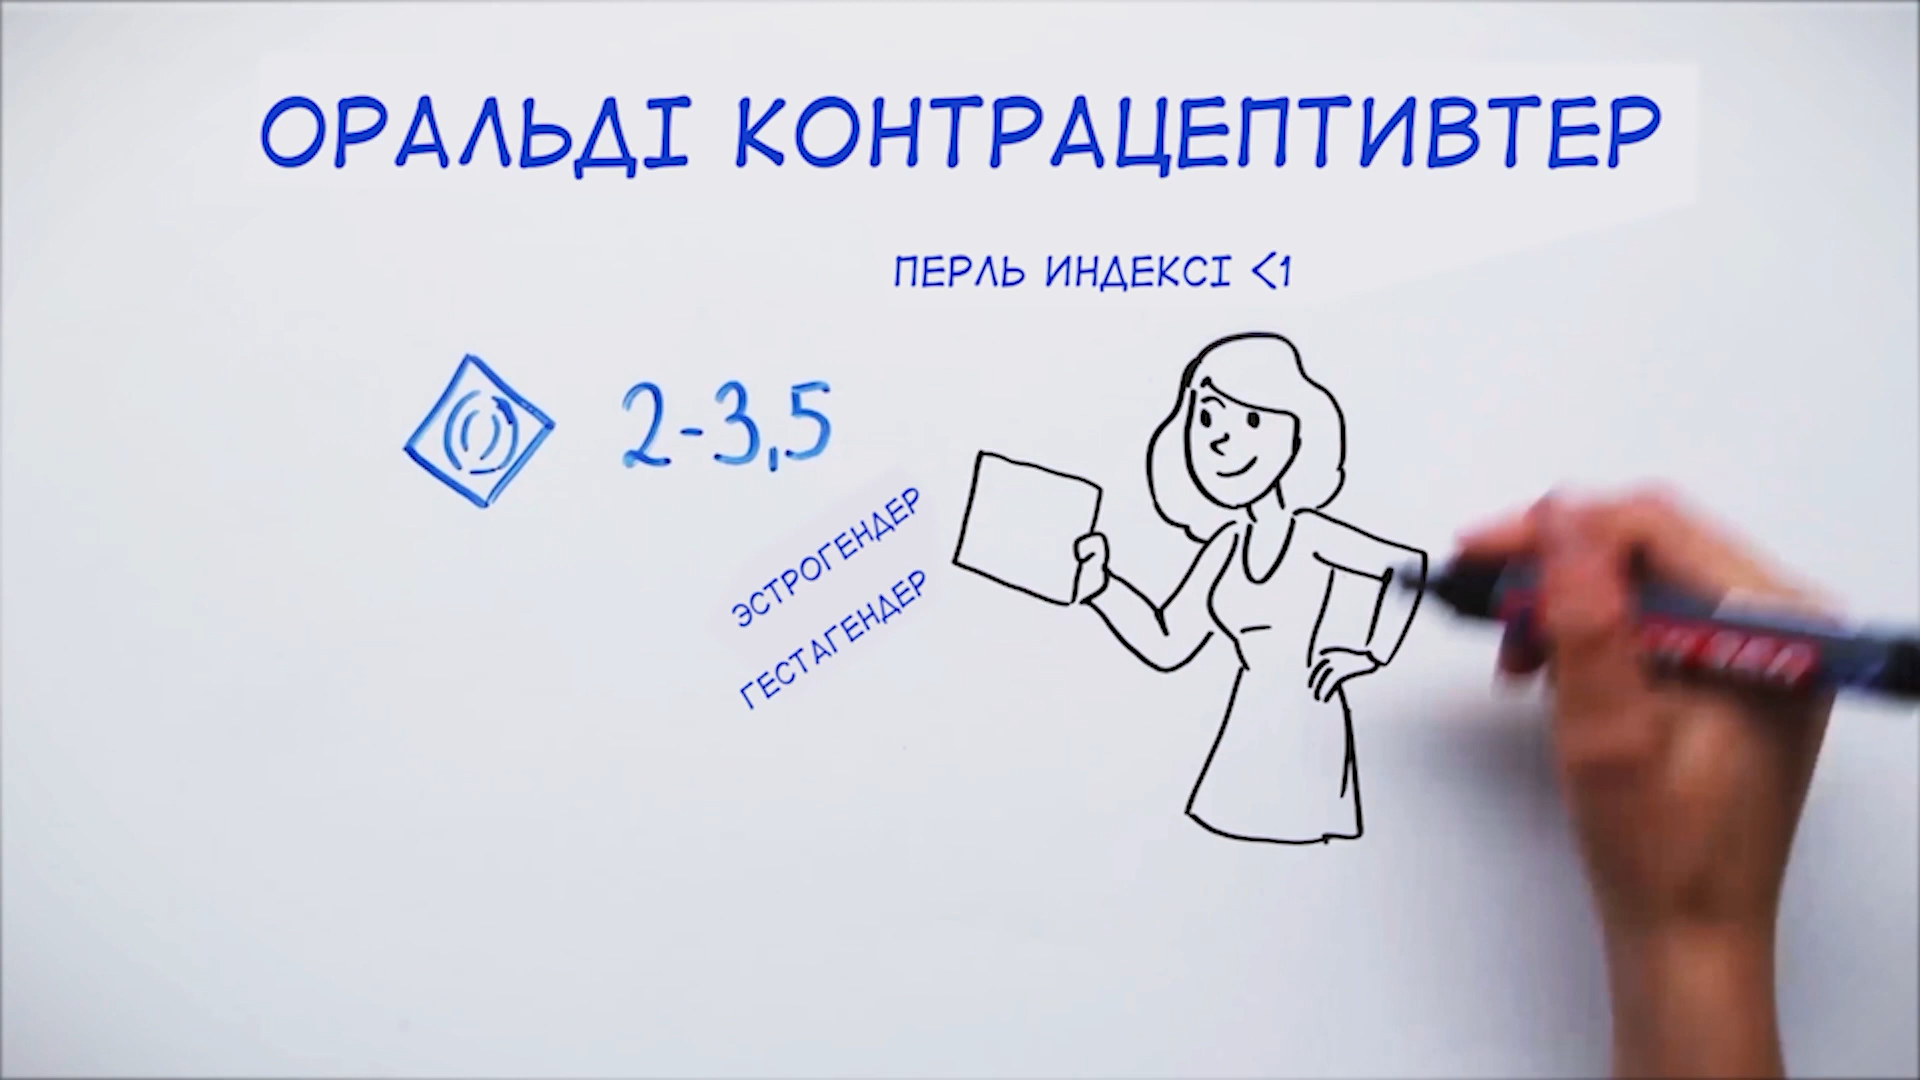 ОРАЛЬДІ КОНТРАЦЕПТИВТЕР
ПЕРЛЬ ИНДЕКСІ <1
2-3,5
ЭСТРОГЕНДЕР
ГЕСТАГЕНДЕР